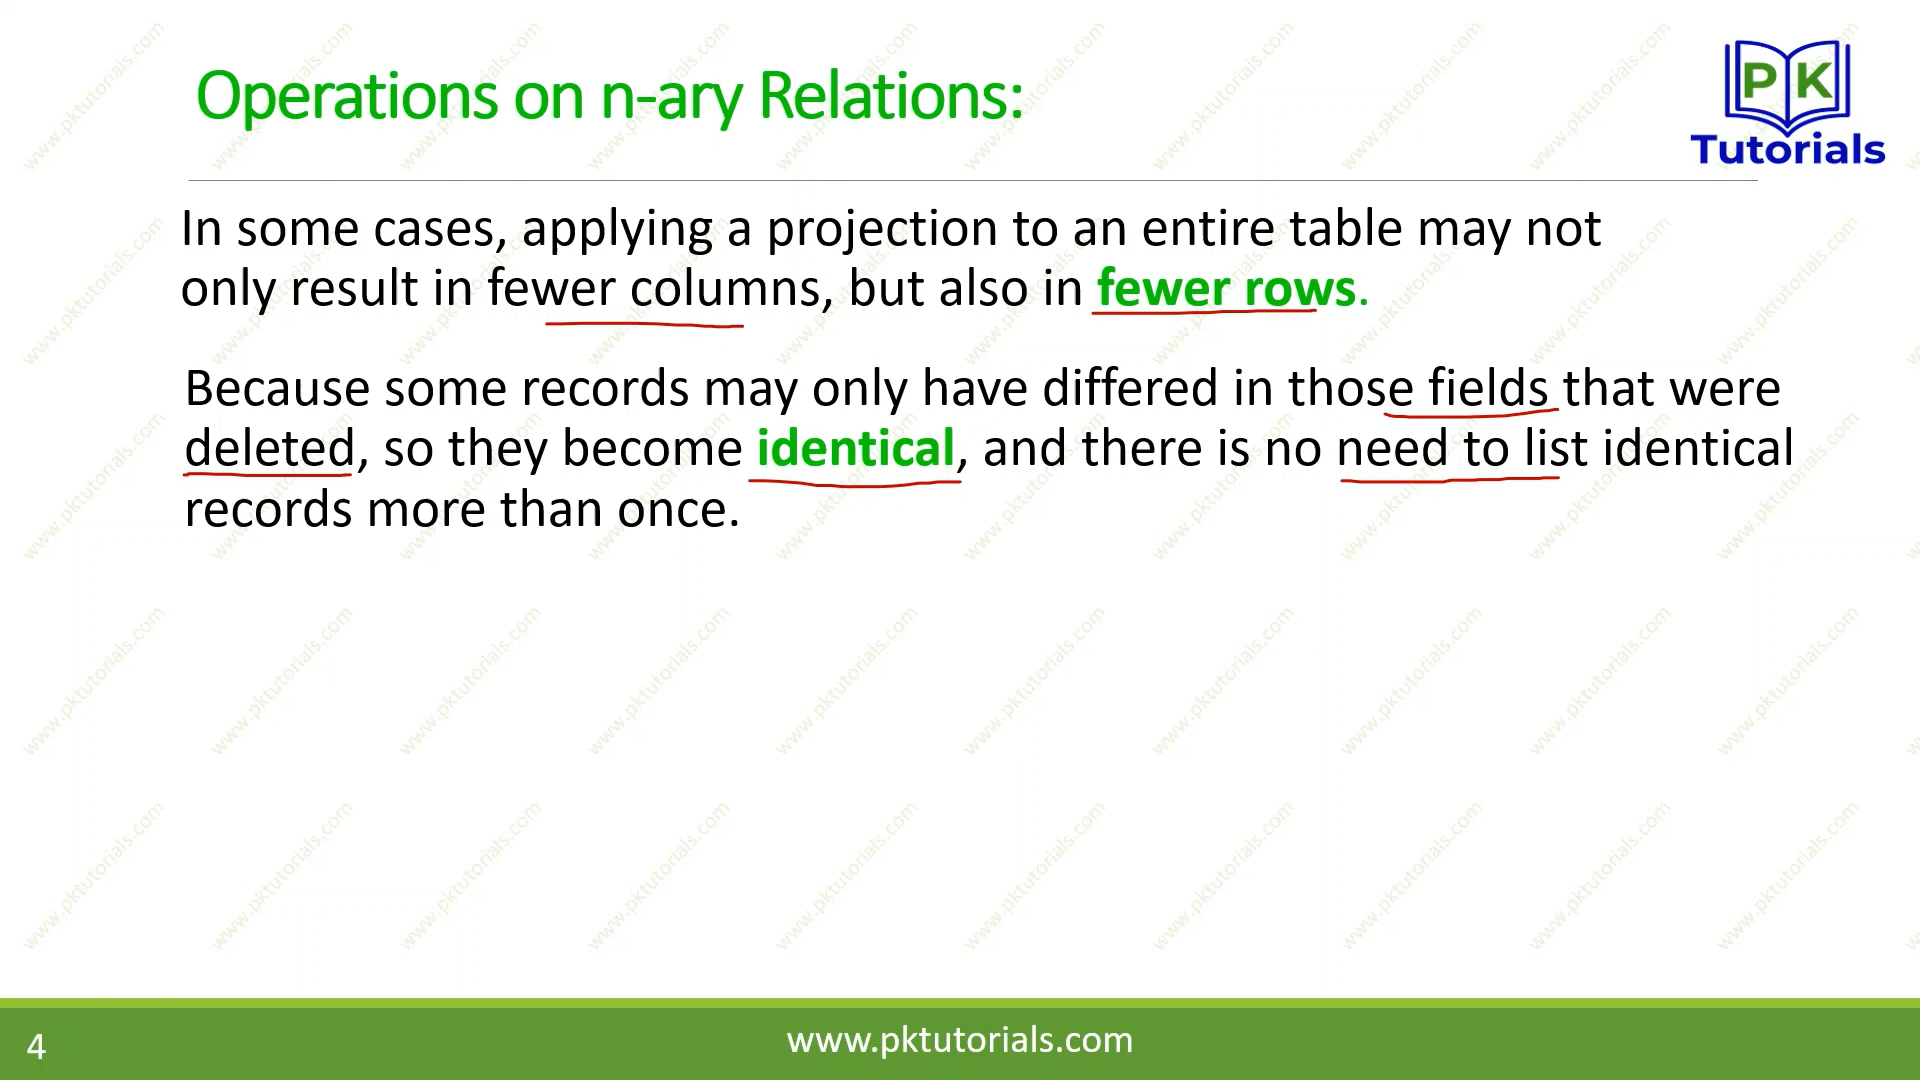 Operations on n-ary Relations:
PK
Tutorials
In some cases, applying a projection to an entire table may not
only result in fewer columns, but also in fewer rows.
Because some records may only have differed in those fields that were
deleted, so they become identical, and there is no need to list identical
records more than once.
4
www.pktutorials.com